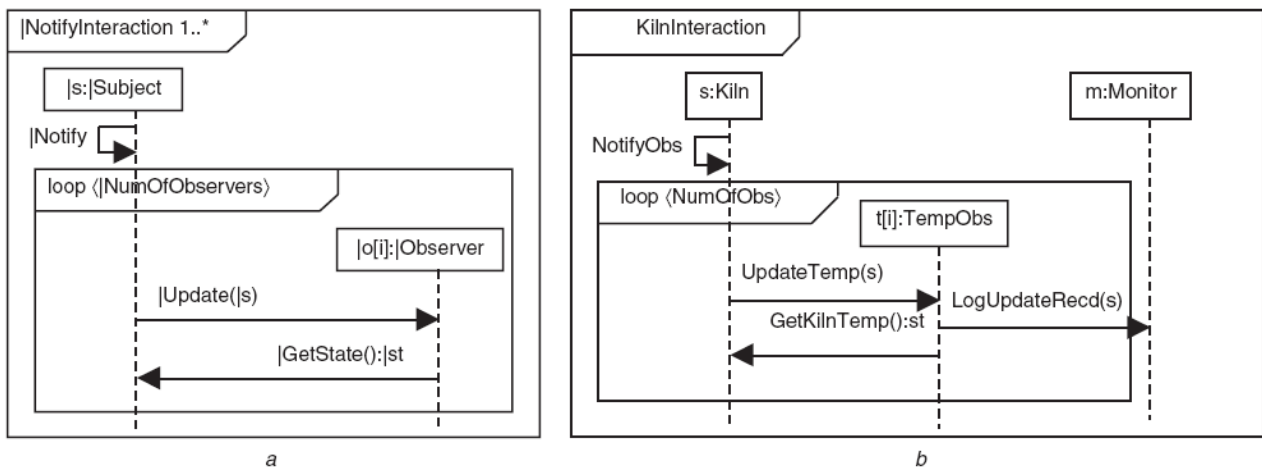 |NotifyInteraction 1..*
|s:|Subject
|Notify
loop ⟨|NumOfObservers⟩
|o[i]:|Observer
|Update(|s)
|GetState():|st
a
KilnInteraction
s:Kiln
m:Monitor
NotifyObs
loop ⟨NumOfObs⟩
t[i]:TempObs
UpdateTemp(s)
LogUpdateRecd(s)
GetKilnTemp():st
b